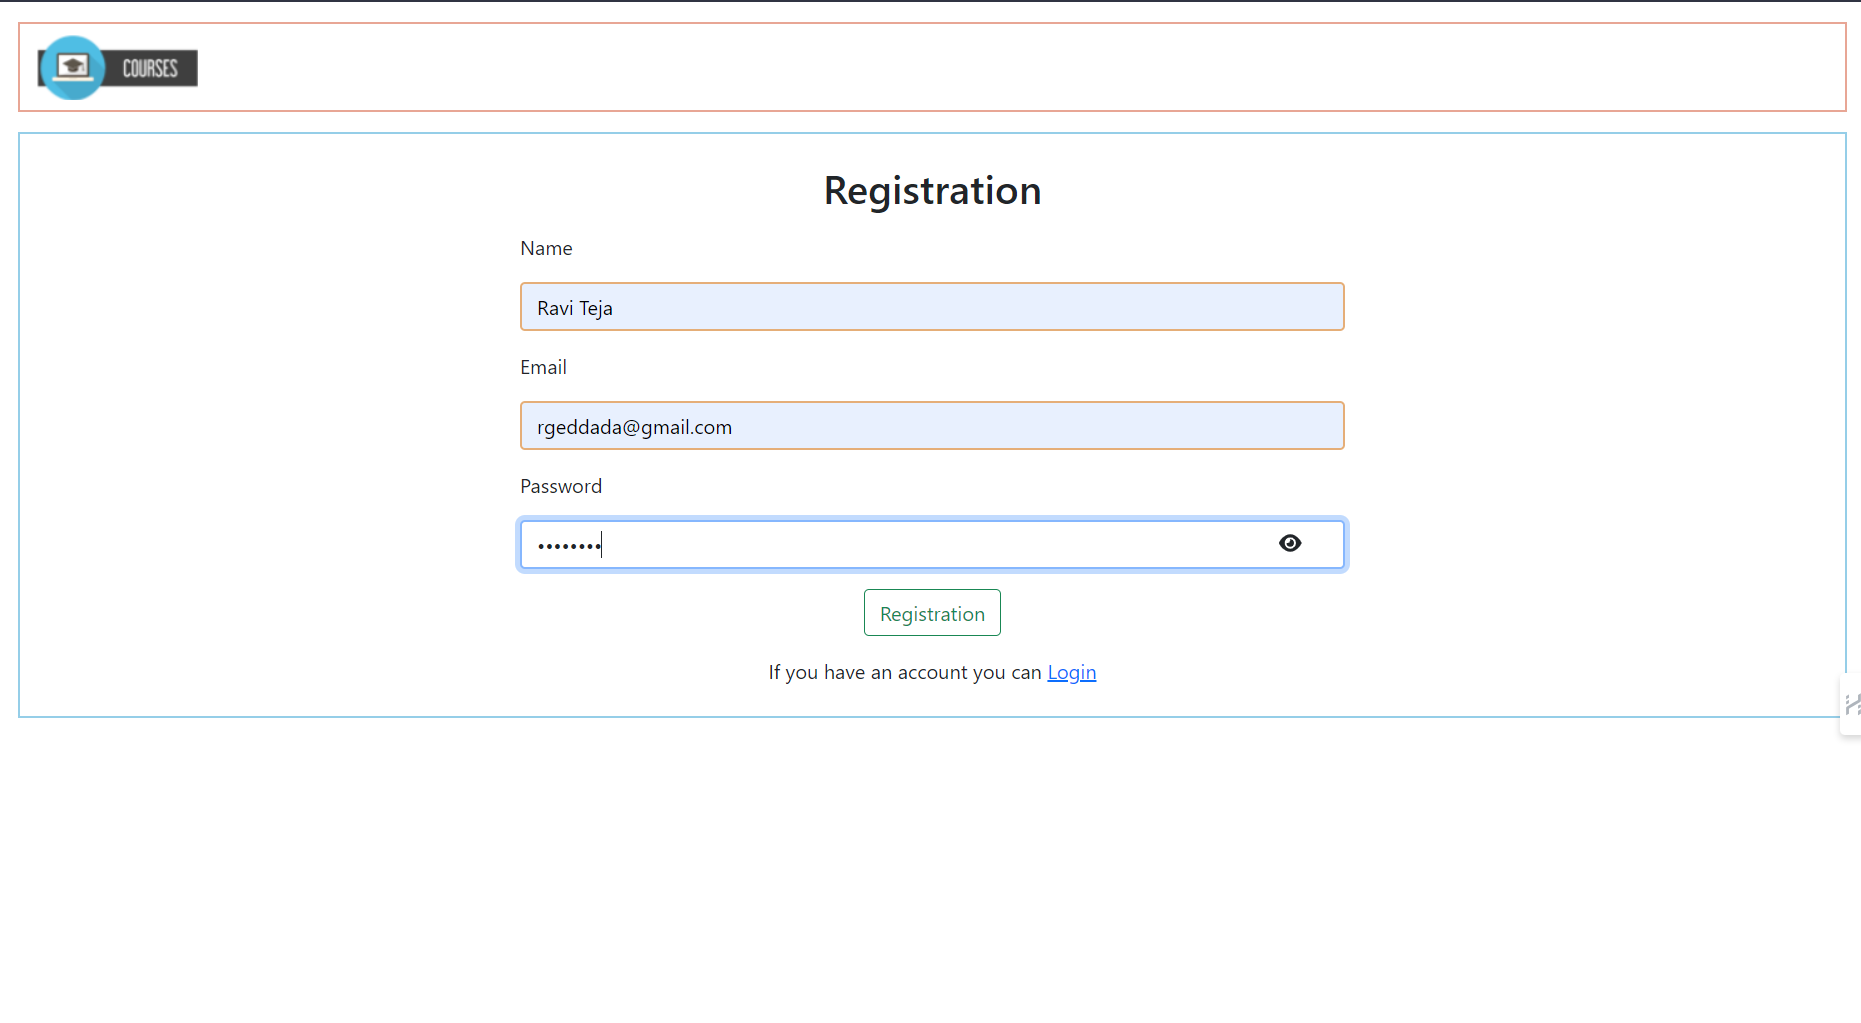 COURSES
Registration
Name
Ravi Teja
Email
rgeddada@gmail.com
Password
••••••••
Registration
If you have an account you can Login